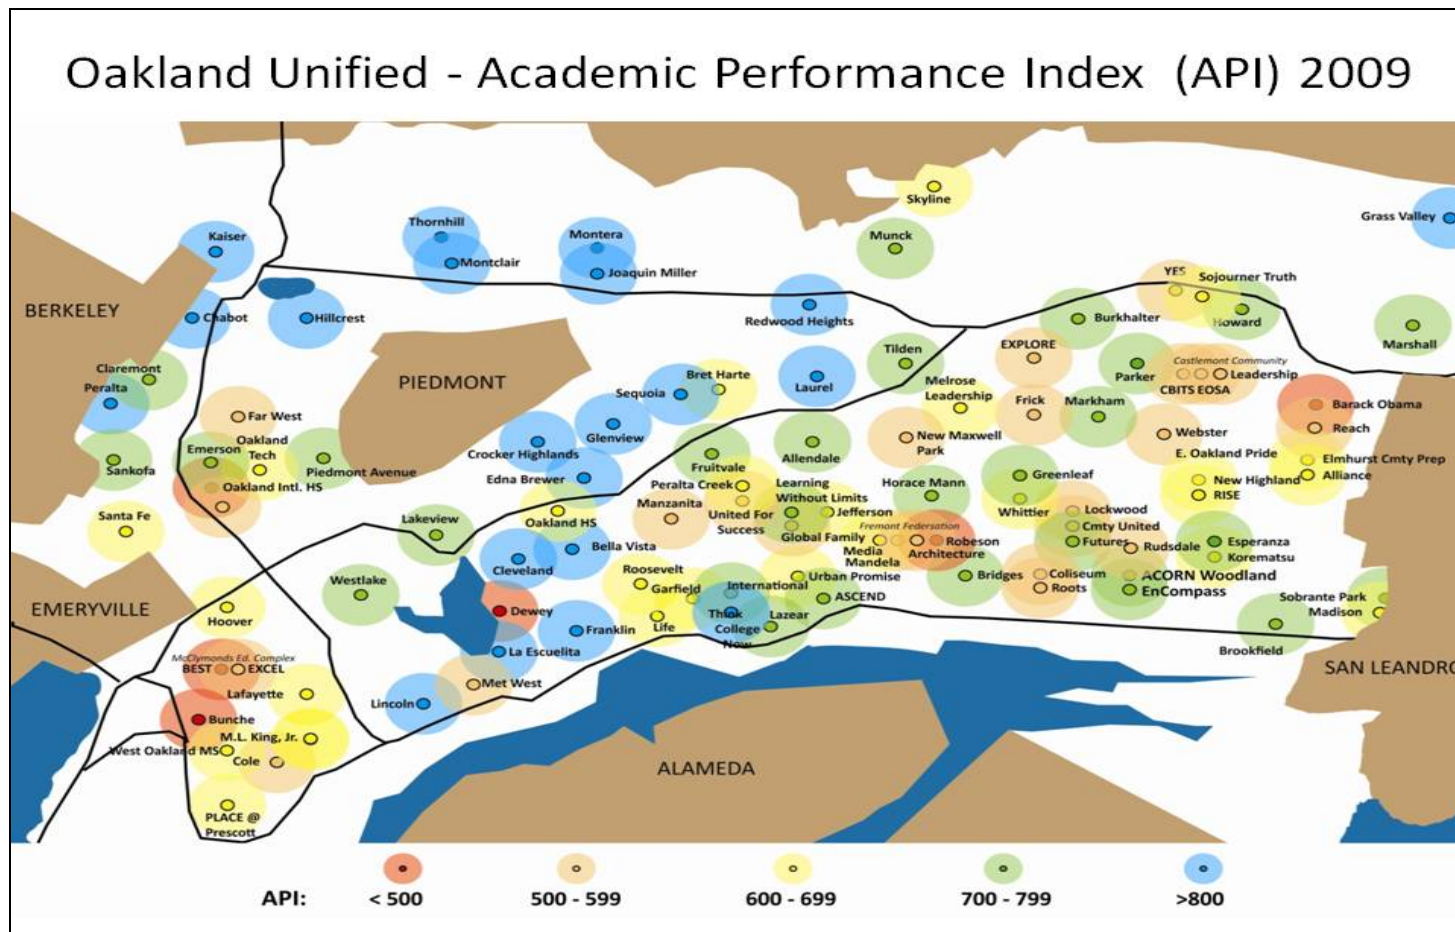 Oakland Unified - Academic Performance Index (API) 2009
Skyline
Grass Valley
Kaiser
Thornhill
Montclair
Montera
Joaquin Miller
Munck
YES
Sojourner Truth
BERKELEY
Chabot
Hillcrest
Redwood Heights
Burkhalter
Howard
Marshall
Claremont
Peralta
PIEDMONT
Sequoia
Bret Harte
Laurel
Tilden
EXPLORE
Parker
Castlemont Community
Leadership
CBITS EOSA
Melrose
Leadership
Frick
Markham
Barack Obama
Reach
Far West
Oakland
Tech
Emerson
Sankofa
Piedmont Avenue
Oakland Intl. HS
Crocker Highlands
Glenview
Edna Brewer
Fruitvale
Allendale
New Maxwell
Park
Webster
E. Oakland Pride
Elmhurst Cmty Prep
Alliance
New Highland
RISE
Santa Fe
Lakeview
Oakland HS
Manzanita
Peralta Creek
United For
Success
Learning
Without Limits
Jefferson
Global Family
Horace Mann
Greenleaf
Whittier
Fremont Federsation
Media
Mandela
Robeson
Architecture
Lockwood
Cmty United
Futures
Rudsdale
Esperanza
Korematsu
Westlake
Cleveland
Bella Vista
Roosevelt
Garfield
International
Urban Promise
ASCEND
Bridges
Coliseum
Roots
ACORN Woodland
EnCompass
EMERYVILLE
Hoover
Dewey
Franklin
Life
Think
College
Now
Lazear
Sobrante Park
Madison
Brookfield
SAN LEANDRO
McClymonds Ed. Complex
BEST
EXCEL
La Escuelita
Met West
Lafayette
Lincoln
Bunche
M.L. King, Jr.
West Oakland MS
Cole
ALAMEDA
PLACE @
Prescott
API:
< 500
500 - 599
600 - 699
700 - 799
>800